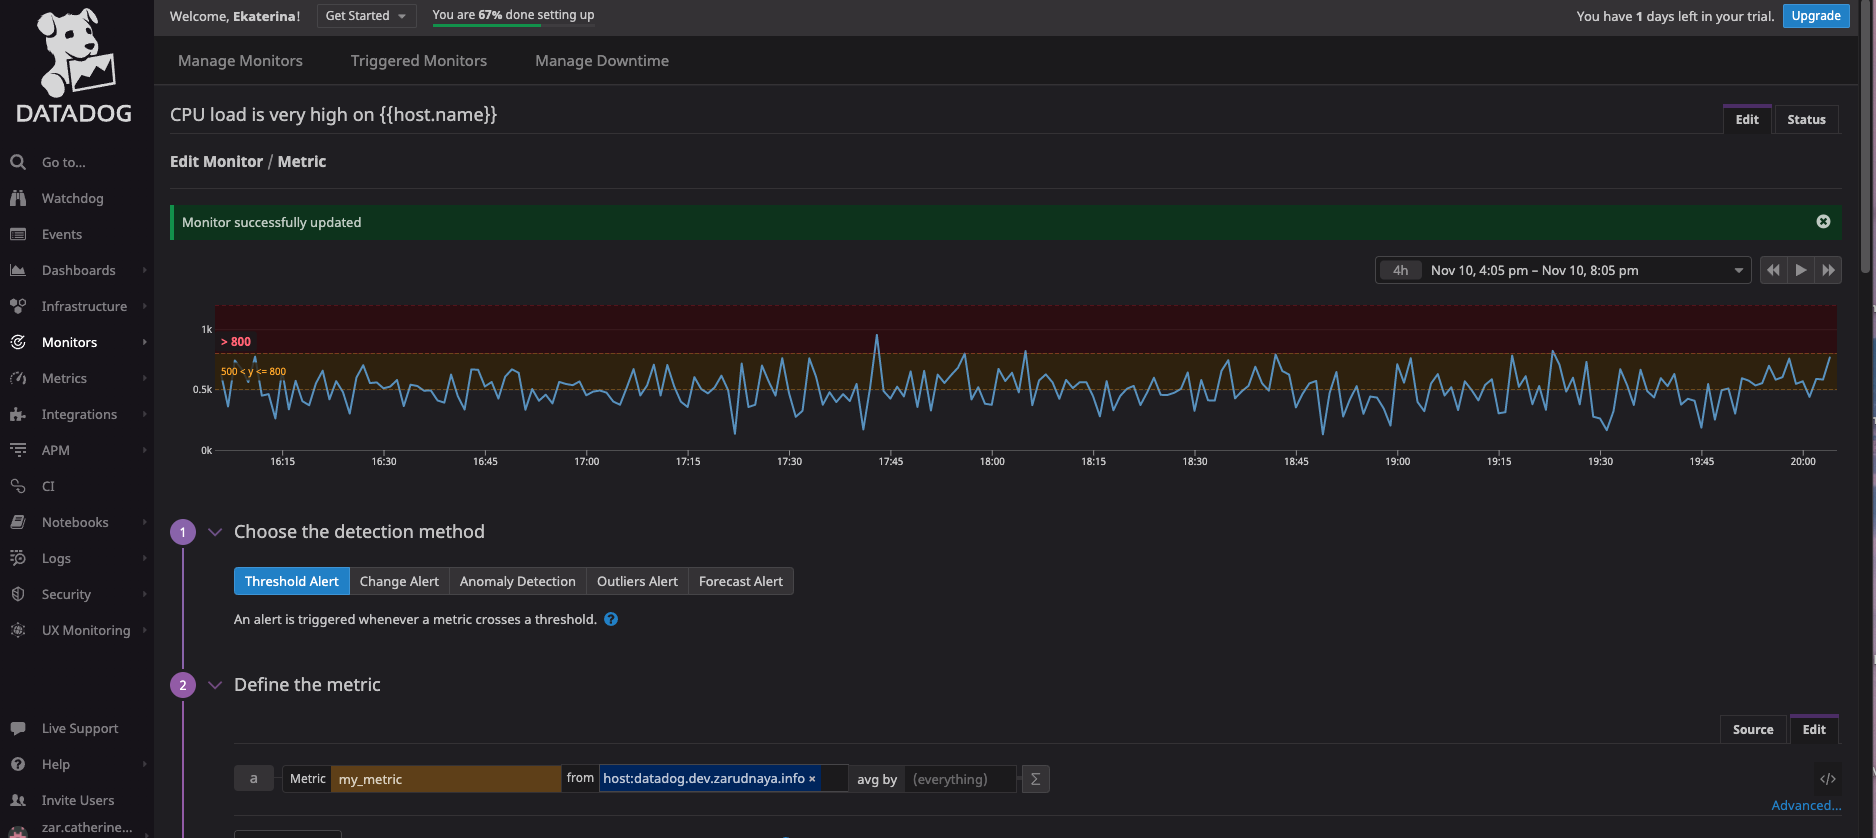 Welcome, Ekaterina!
Get Started
You are 67% done setting up
You have 1 days left in your trial.
Upgrade
DATADOG
Go to...
Watchdog
Events
Dashboards
Infrastructure
Monitors
Metrics
Integrations
APM
CI
Notebooks
Logs
Security
UX Monitoring
Live Support
Help
Invite Users
zar.catherine...
Manage Monitors
Triggered Monitors
Manage Downtime
CPU load is very high on {{host.name}}
Edit
Status
Edit Monitor / Metric
Monitor successfully updated
4h
Nov 10, 4:05 pm – Nov 10, 8:05 pm
1k
> 800
500 < y <= 800
0.5k
0k
16:15 16:30 16:45 17:00 17:15 17:30 17:45 18:00 18:15 18:30 18:45 19:00 19:15 19:30 19:45 20:00
1
Choose the detection method
Threshold Alert
Change Alert
Anomaly Detection
Outliers Alert
Forecast Alert
An alert is triggered whenever a metric crosses a threshold. ?
2
Define the metric
Source
Edit
a Metric my_metric from host:datadog.dev.zarudnaya.info × avg by (everything) Σ
</>
Advanced...